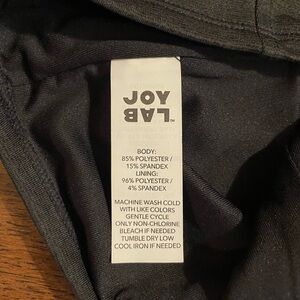 JOY
LAB
™
BODY:
85% POLYESTER /
15% SPANDEX
LINING:
96% POLYESTER /
4% SPANDEX
MACHINE WASH COLD
WITH LIKE COLORS
GENTLE CYCLE
ONLY NON-CHLORINE
BLEACH IF NEEDED
TUMBLE DRY LOW
COOL IRON IF NEEDED